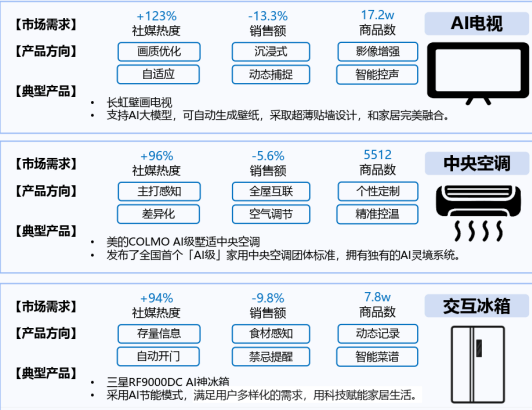 【市场需求】 +123% -13.3% 17.2w AI电视
社媒热度 销售额 商品数
【产品方向】 画质优化 沉浸式 影像增强
自适应 动态捕捉 智能控声
【典型产品】
• 长虹壁画电视
• 支持AI大模型，可自动生成壁纸，采取超薄贴墙设计，和家居完美融合。
【市场需求】 +96% -5.6% 5512 中央空调
社媒热度 销售额 商品数
【产品方向】 主打感知 全屋互联 个性定制
差异化 空气调节 精准控温
【典型产品】
• 美的COLMO AI级墅适中央空调
• 发布了全国首个「AI级」家用中央空调团体标准，拥有独有的AI灵境系统。
【市场需求】 +94% -9.8% 7.8w 交互冰箱
社媒热度 销售额 商品数
【产品方向】 存量信息 食材感知 动态记录
自动开门 禁忌提醒 智能菜谱
【典型产品】
• 三星RF9000DC AI神冰箱
• 采用AI节能模式，满足用户多样化的需求，用科技赋能家居生活。